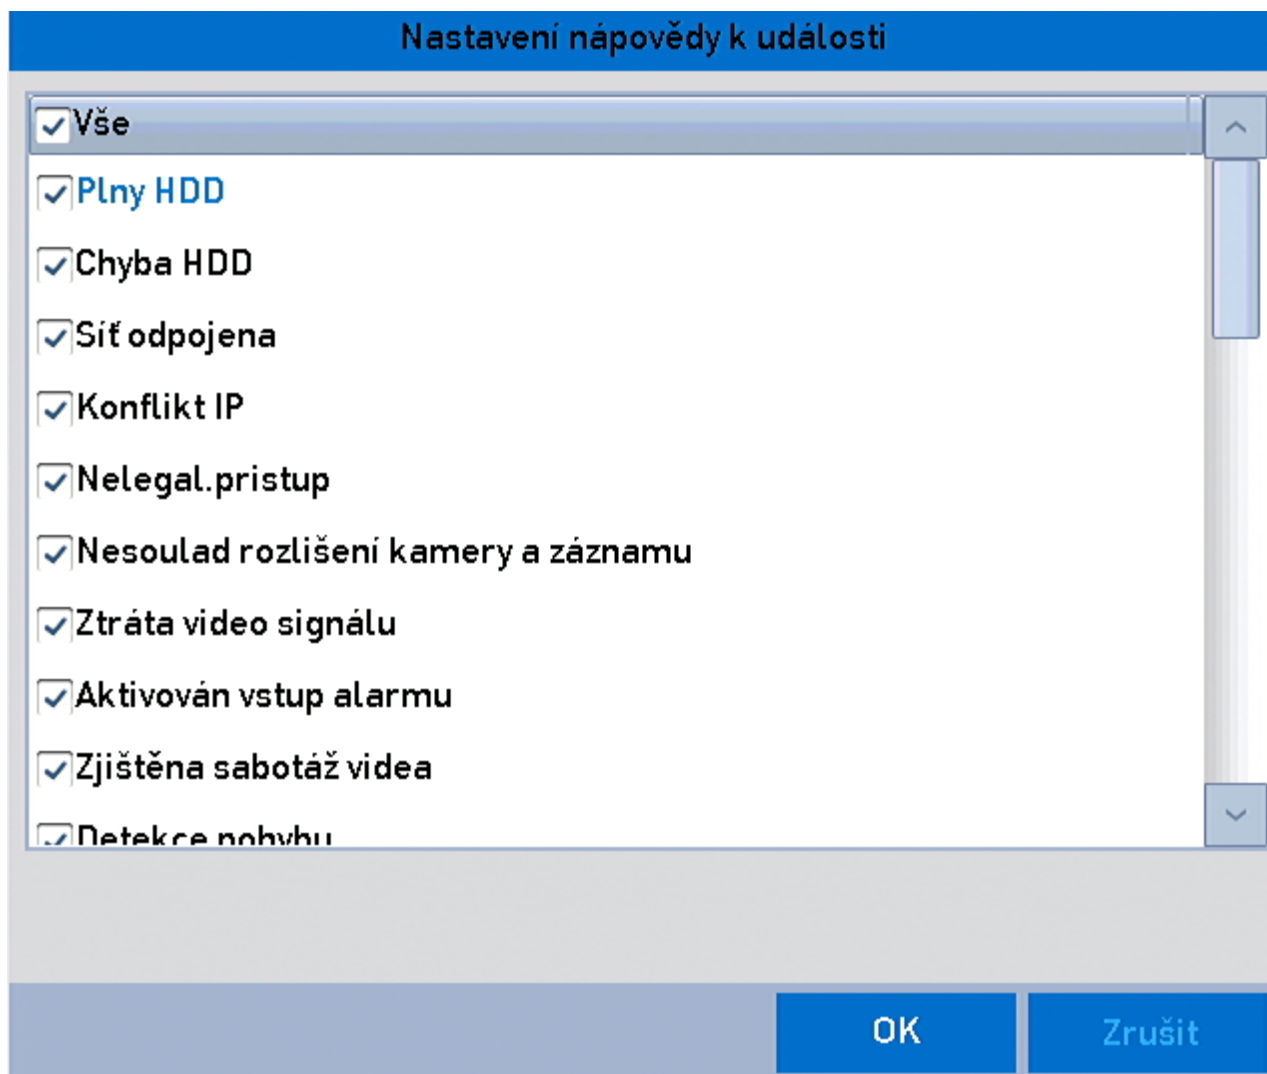 Nastavení nápovědy k události
Vše
Plny HDD
Chyba HDD
Síť odpojena
Konflikt IP
Nelegal.pristup
Nesoulad rozlišení kamery a záznamu
Ztráta video signálu
Aktivován vstup alarmu
Zjištěna sabotáž videa
Detekce pohybu
OK
Zrušit